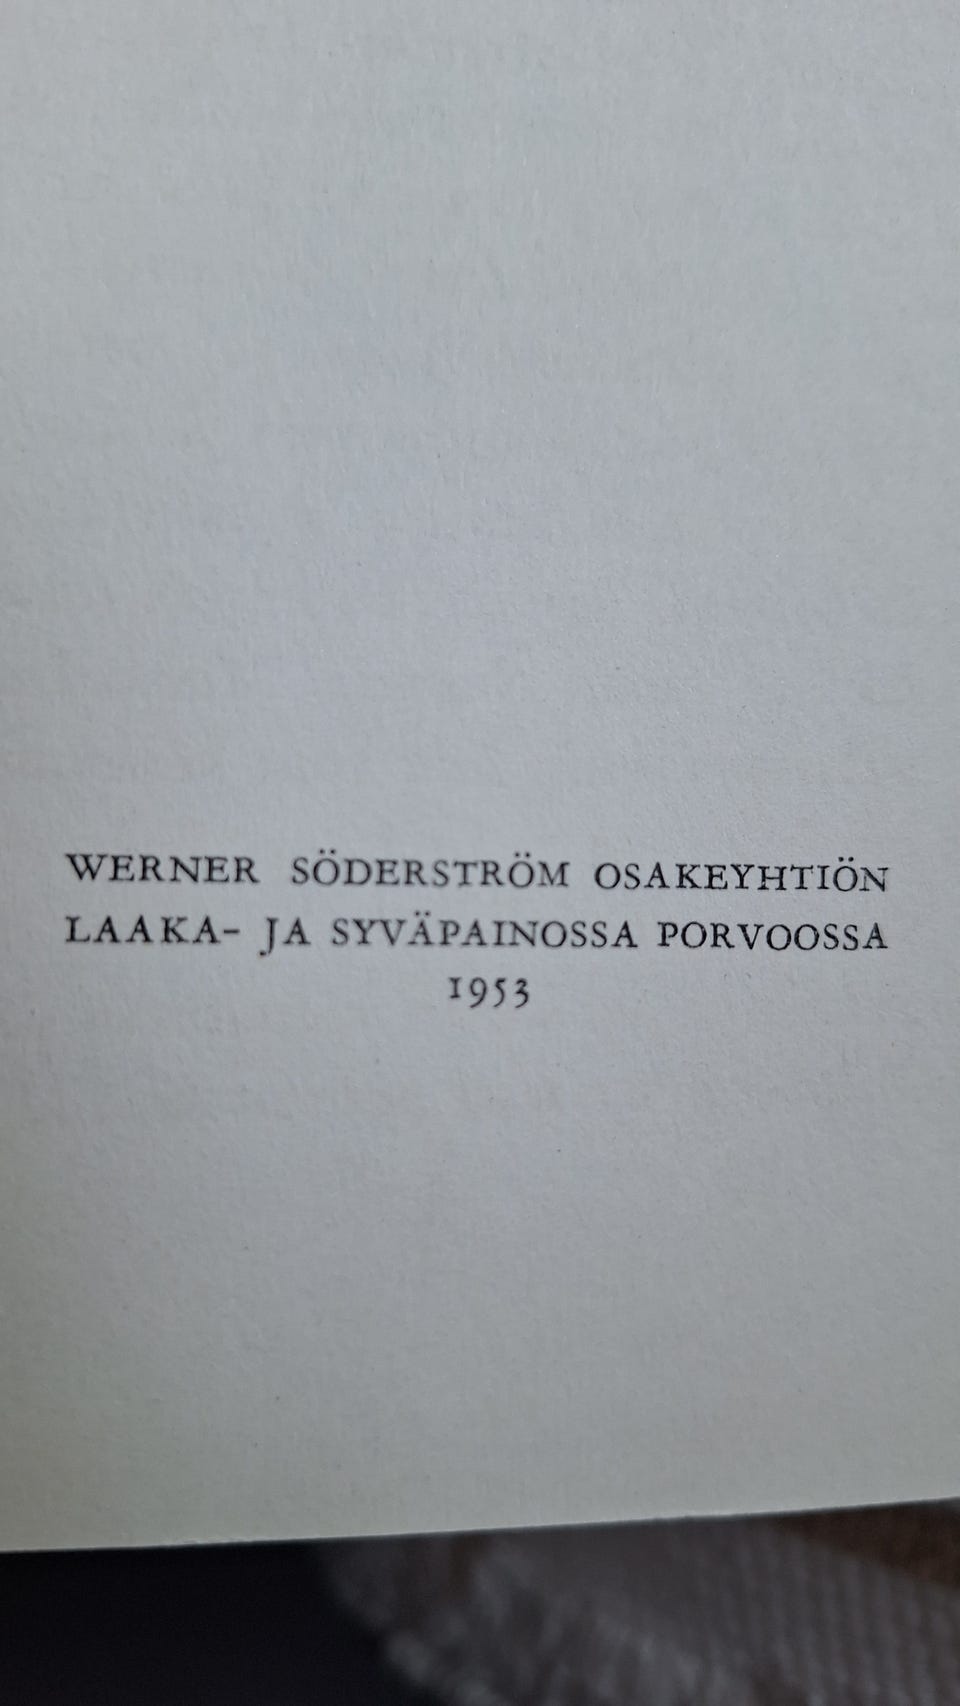 WERNER SÖDERSTRÖM OSAKEYHTIÖN
LAAKA- JA SYVÄPAINOSSA PORVOOSSA
1953